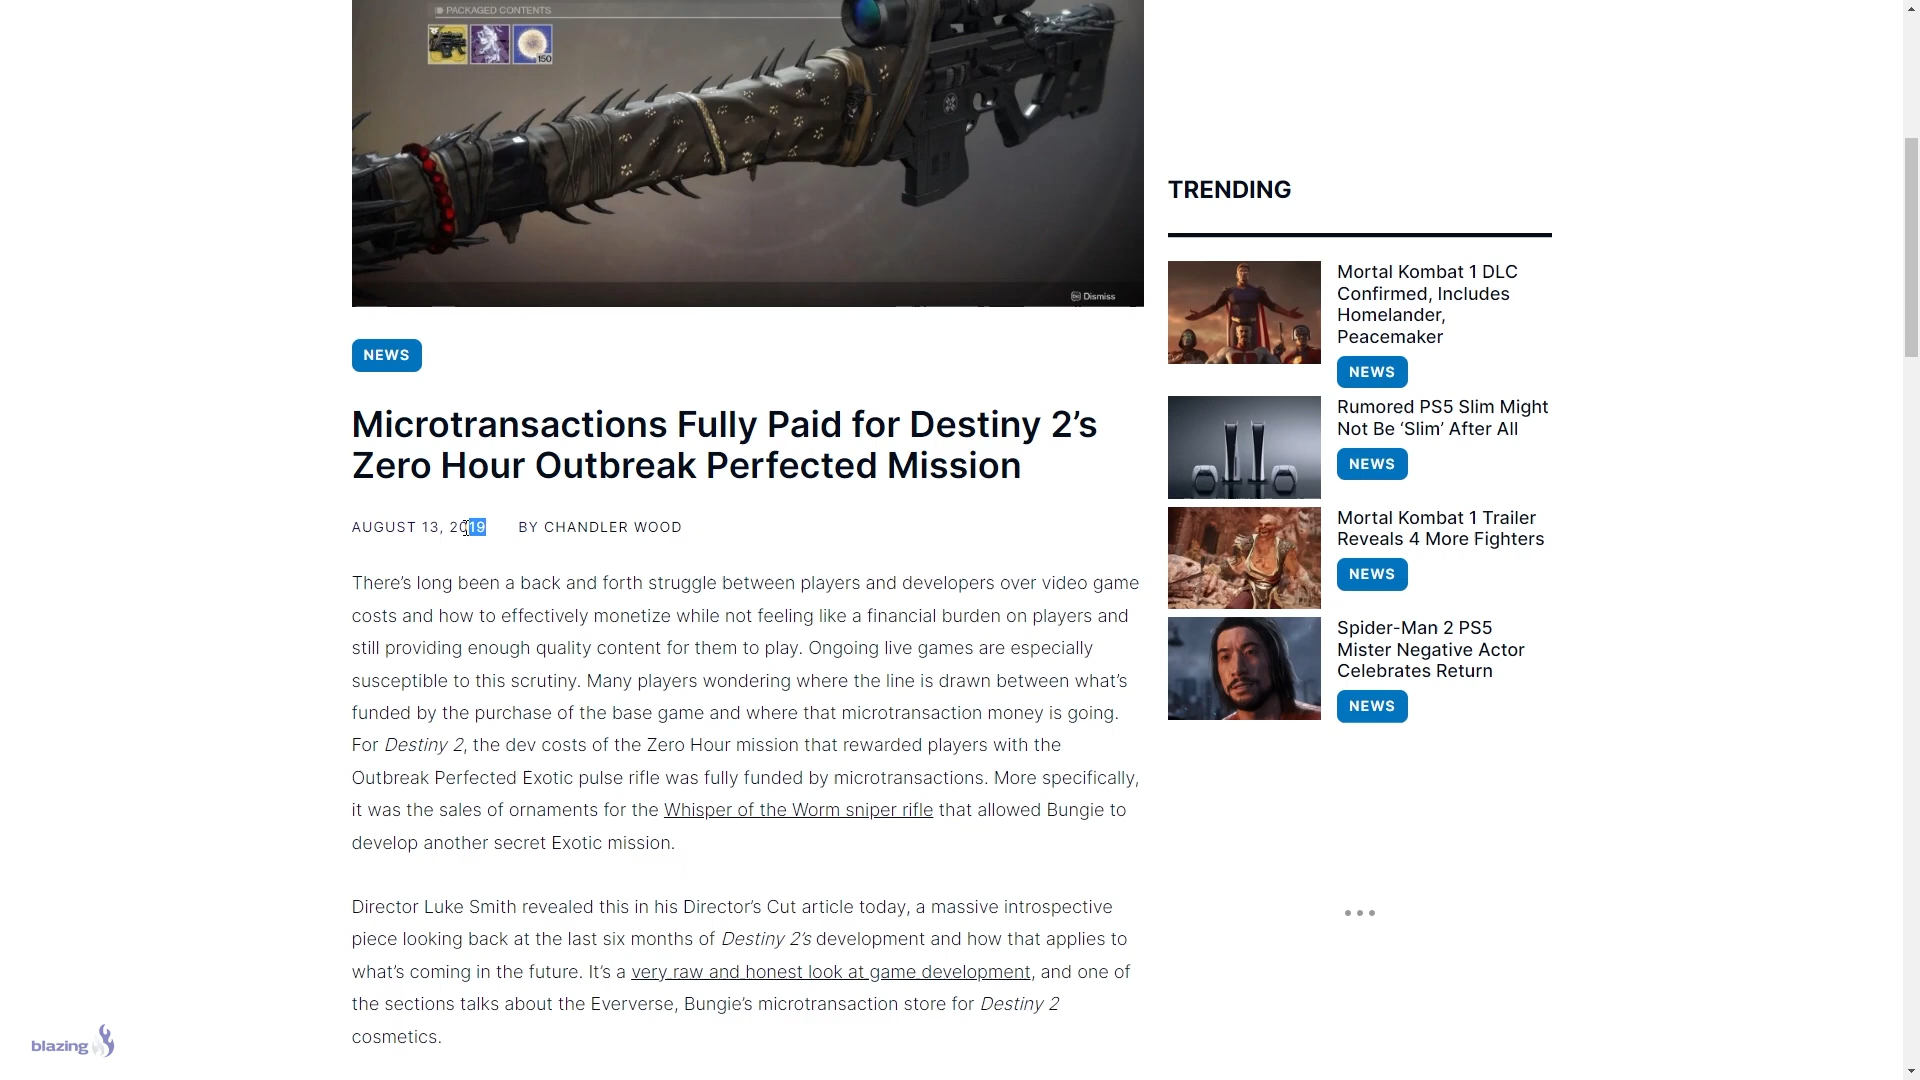 PACKAGED CONTENTS
150
Dismiss
NEWS
Microtransactions Fully Paid for Destiny 2’s
Zero Hour Outbreak Perfected Mission
AUGUST 13, 2019 BY CHANDLER WOOD
There’s long been a back and forth struggle between players and developers over video game
costs and how to effectively monetize while not feeling like a financial burden on players and
still providing enough quality content for them to play. Ongoing live games are especially
susceptible to this scrutiny. Many players wondering where the line is drawn between what’s
funded by the purchase of the base game and where that microtransaction money is going.
For Destiny 2, the dev costs of the Zero Hour mission that rewarded players with the
Outbreak Perfected Exotic pulse rifle was fully funded by microtransactions. More specifically,
it was the sales of ornaments for the Whisper of the Worm sniper rifle that allowed Bungie to
develop another secret Exotic mission.
Director Luke Smith revealed this in his Director’s Cut article today, a massive introspective
piece looking back at the last six months of Destiny 2’s development and how that applies to
what’s coming in the future. It’s a very raw and honest look at game development, and one of
the sections talks about the Eververse, Bungie’s microtransaction store for Destiny 2
cosmetics.
TRENDING
Mortal Kombat 1 DLC
Confirmed, Includes
Homelander,
Peacemaker
NEWS
Rumored PS5 Slim Might
Not Be ‘Slim’ After All
NEWS
Mortal Kombat 1 Trailer
Reveals 4 More Fighters
NEWS
Spider-Man 2 PS5
Mister Negative Actor
Celebrates Return
NEWS
blazing